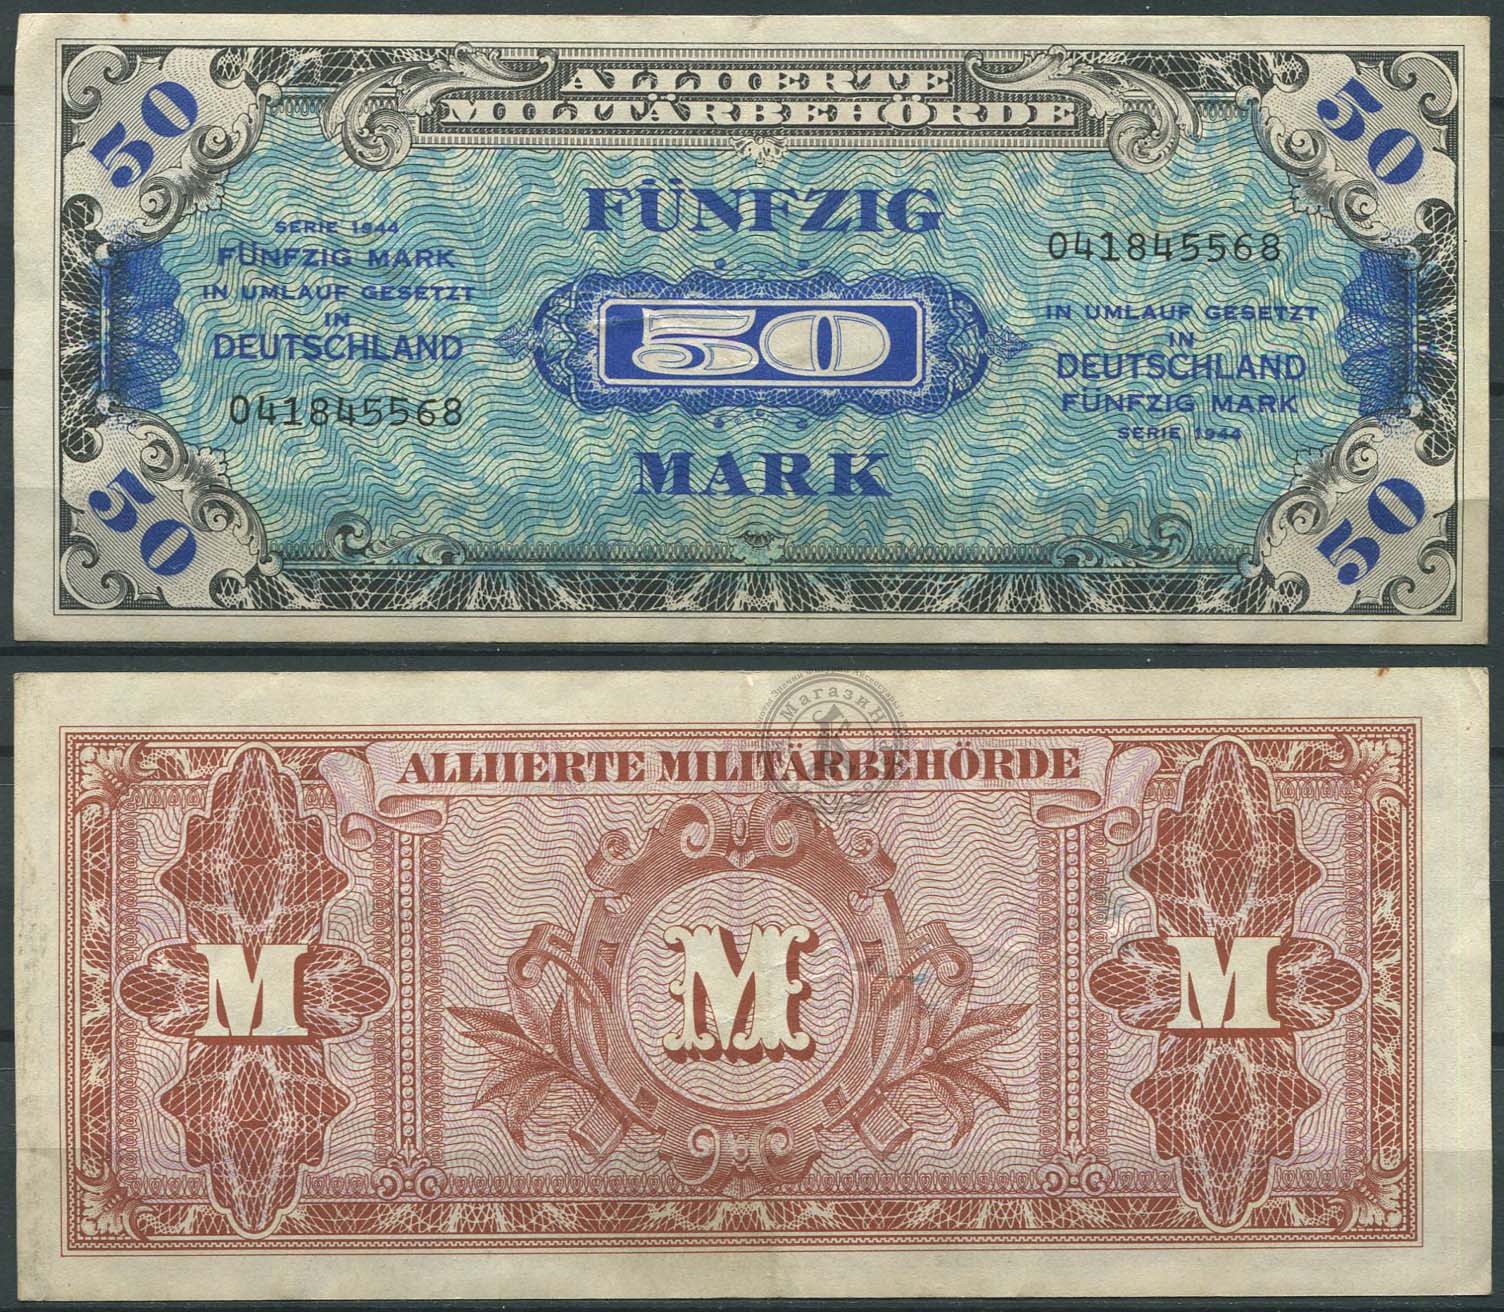 ALLIIERTE
MILITÄRBEHÖRDE
50
50
FÜNFZIG
SERIE 1944
FÜNFZIG MARK
IN UMLAUF GESETZT
IN
DEUTSCHLAND
041845568
50
041845568
IN UMLAUF GESETZT
IN
DEUTSCHLAND
FÜNFZIG MARK
SERIE 1944
MARK
50
50
Магазин
ALLIIERTE MILITÄRBEHÖRDE
M
M
M